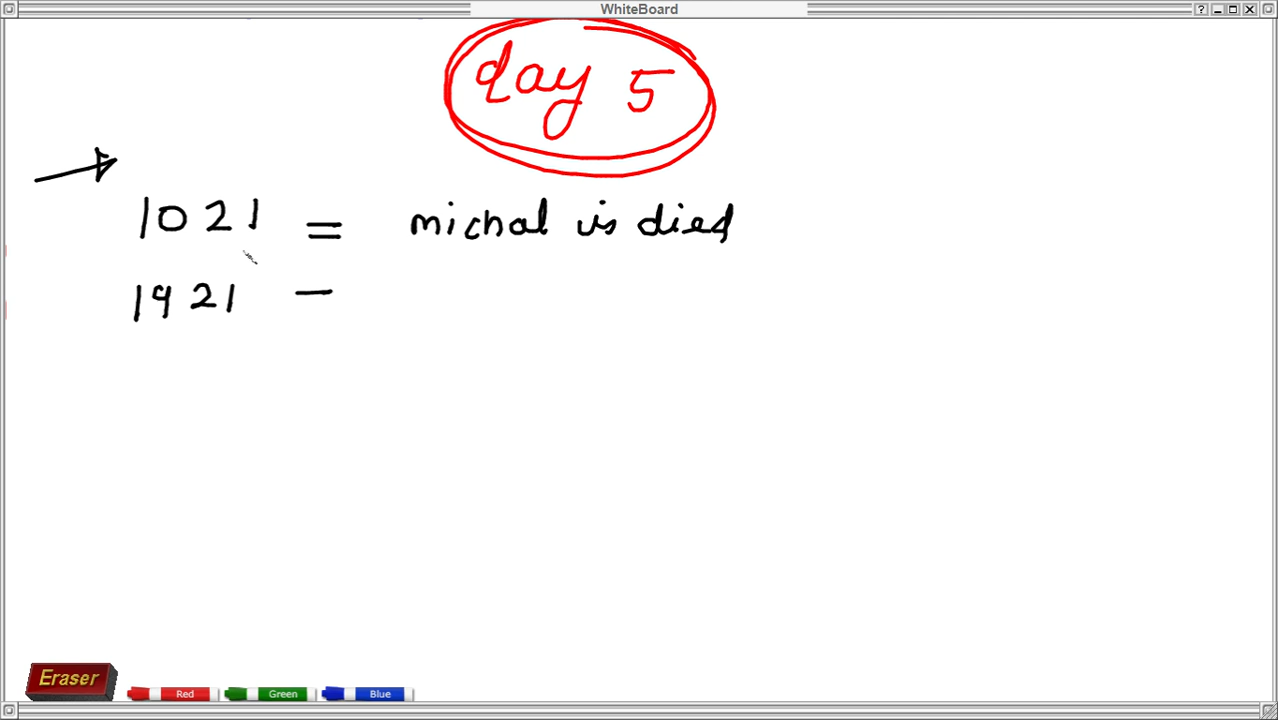 WhiteBoard
day 5
1021 = michal is died
1921 -
Eraser
Red Green Blue